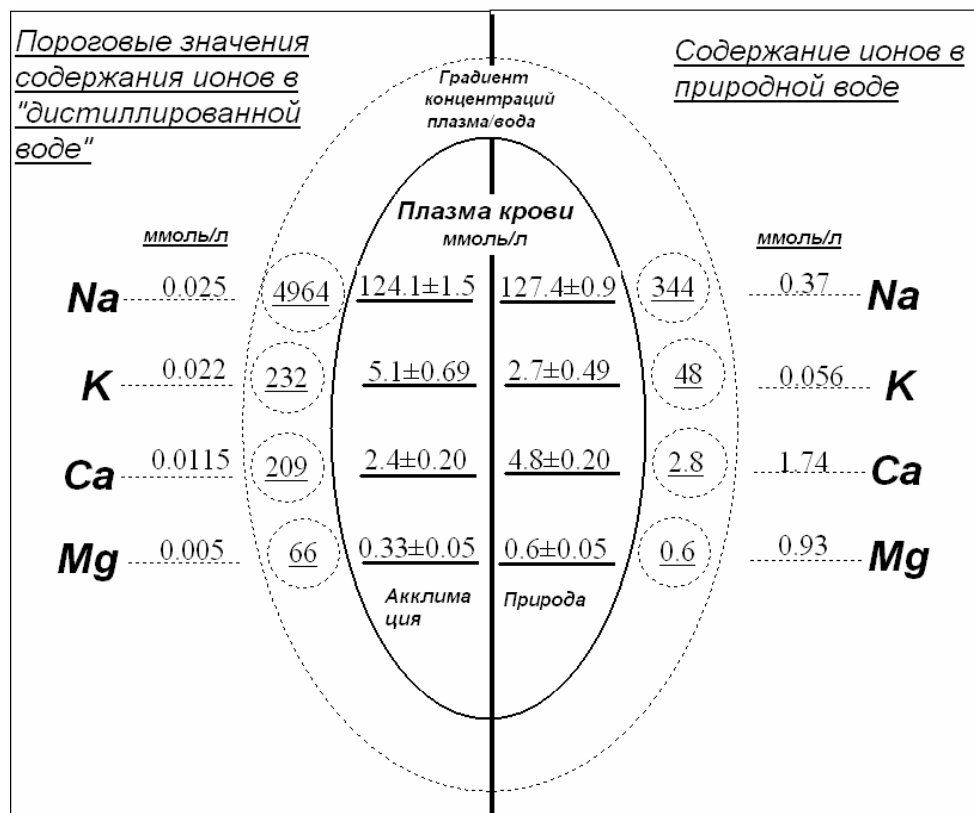 Пороговые значения
содержания ионов в
"дистиллированной
воде"
Градиент
концентраций
плазма/вода
Содержание ионов в
природной воде
Плазма крови
ммоль/л
ммоль/л
ммоль/л
Na 0.025 4964 124.1±1.5 127.4±0.9 344 0.37 Na
K 0.022 232 5.1±0.69 2.7±0.49 48 0.056 K
Ca 0.0115 209 2.4±0.20 4.8±0.20 2.8 1.74 Ca
Mg 0.005 66 0.33±0.05 0.6±0.05 0.6 0.93 Mg
Акклима
ция
Природа